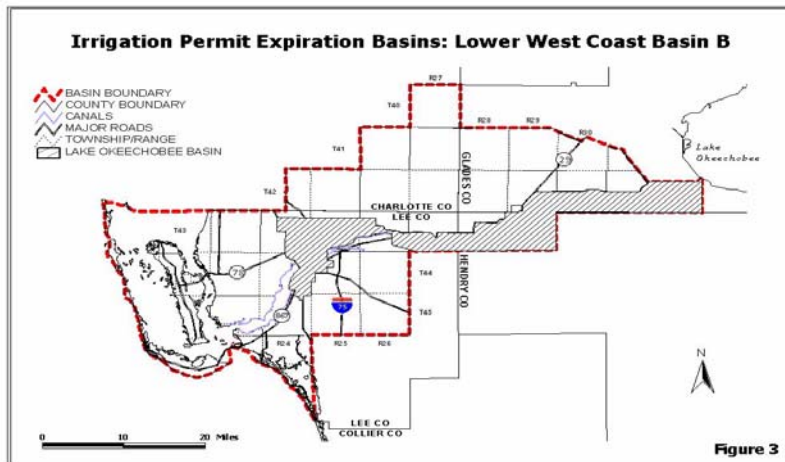 Irrigation Permit Expiration Basins: Lower West Coast Basin B
BASIN BOUNDARY
COUNTY BOUNDARY
CANALS
MAJOR ROADS
TOWNSHIP/RANGE
LAKE OKEECHOBEE BASIN
R27
T40
R28
R29
R30
T41
29
Lake
Okeechobee
GLADES CO
T42
CHARLOTTE CO
LEE CO
T43
78
T44
HENDRY CO
75
T45
867
R24
R25
R26
N
LEE CO
COLLIER CO
0
10
20 Miles
Figure 3